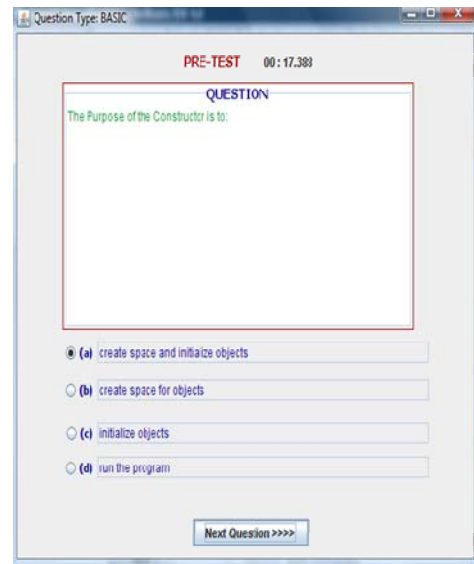 Question Type: BASIC
PRE-TEST 00 : 17.388
QUESTION
The Purpose of the Constructor is to:
(a) create space and initiaize objects
(b) create space for objects
(c) initialize objects
(d) run the program
Next Question >>>>